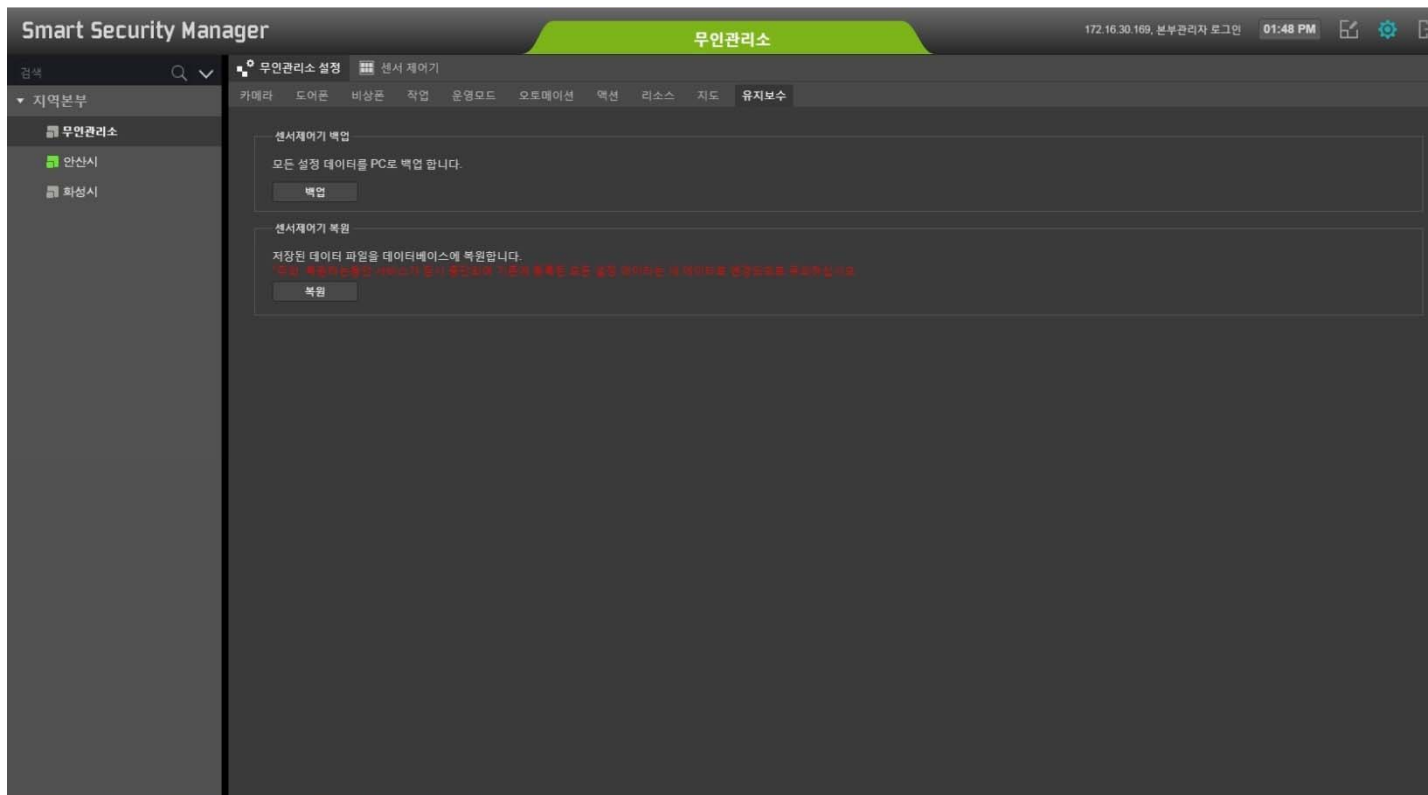 Smart Security Manager
무인관리소
172.16.30.169, 본부관리자 로그인
01:48 PM
검색
무인관리소 설정
센서 제어기
지역본부
카메라 도어폰 비상폰 작업 운영모드 오토메이션 액션 리소스 지도 유지보수
무인관리소
안산시
화성시
센서제어기 백업
모든 설정 데이터를 PC로 백업 합니다.
백업
센서제어기 복원
저장된 데이터 파일을 데이터베이스에 복원합니다.
복원